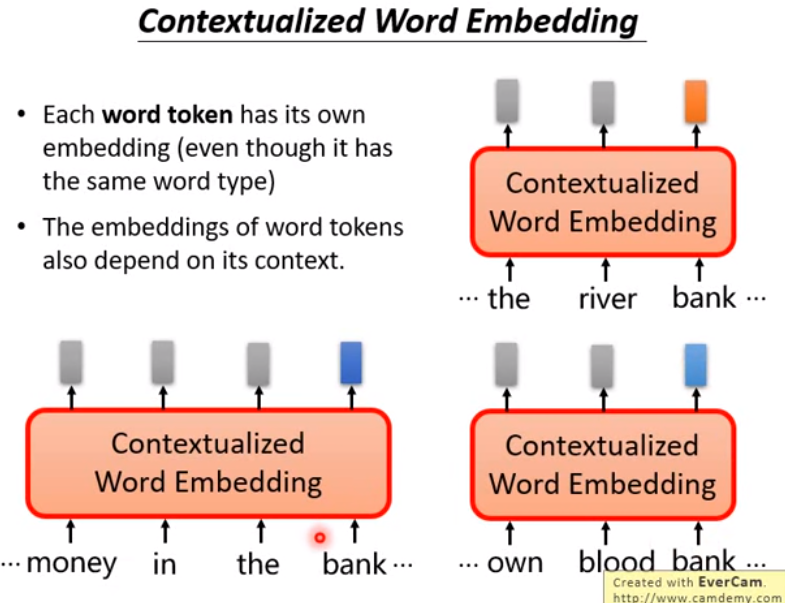 Contextualized Word Embedding
• Each word token has its own
embedding (even though it has
the same word type)
• The embeddings of word tokens
also depend on its context.
Contextualized
Word Embedding
··· the river bank ···
Contextualized
Word Embedding
··· money in the bank ···
Contextualized
Word Embedding
··· own blood bank ···
Created with EverCam.
http://www.camdemy.com